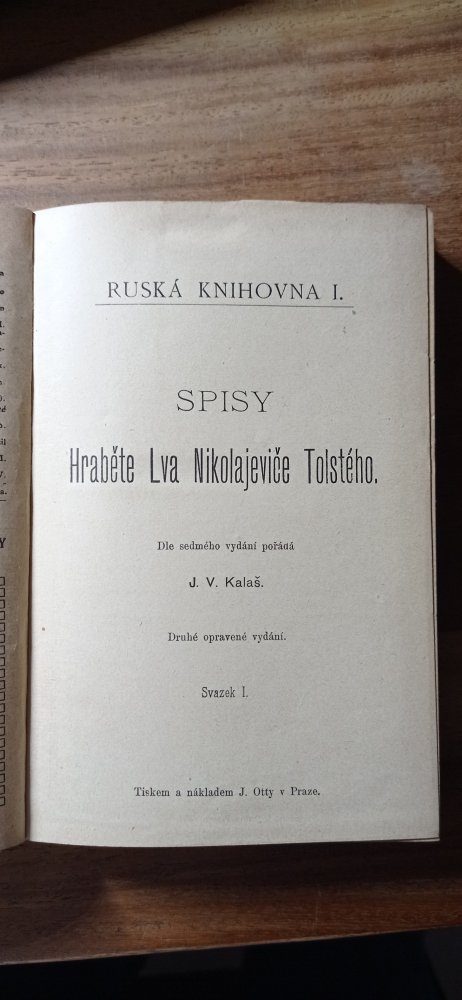 RUSKÁ KNIHOVNA I.
SPISY
Hraběte Lva Nikolajeviče Tolstého.
Dle sedmého vydání pořádá
J. V. Kalaš.
Druhé opravené vydání.
Svazek I.
Tiskem a nákladem J. Otty v Praze.